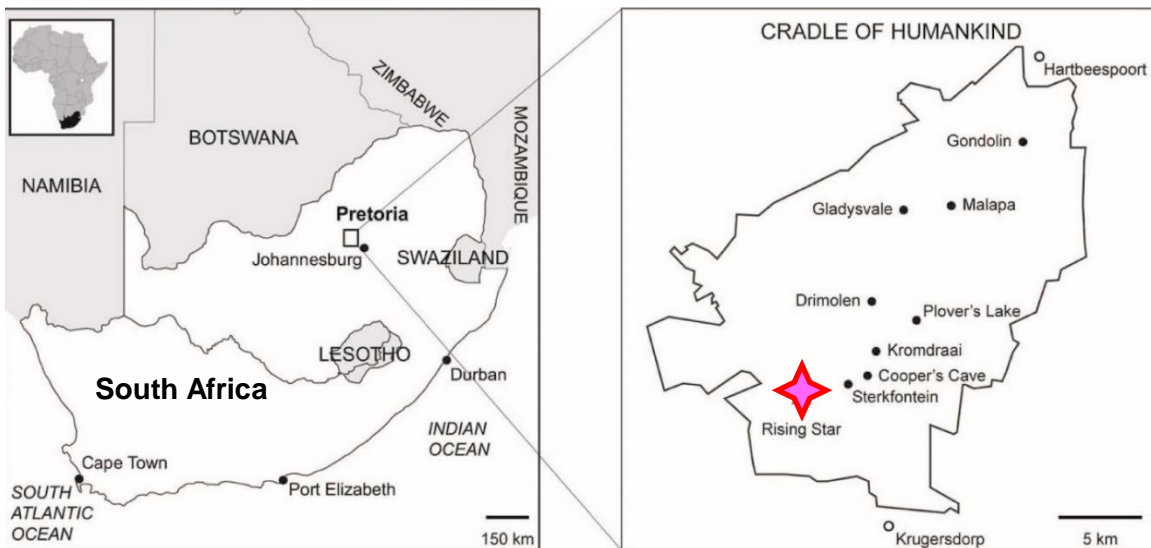 ZIMBABWE
BOTSWANA
MOZAMBIQUE
NAMIBIA
Pretoria
Johannesburg
SWAZILAND
LESOTHO
Durban
South Africa
INDIAN
OCEAN
Cape Town
Port Elizabeth
SOUTH
ATLANTIC
OCEAN
150 km
CRADLE OF HUMANKIND
Hartbeespoort
Gondolin
Gladysvale
Malapa
Drimolen
Plover's Lake
Kromdraai
Cooper's Cave
Sterkfontein
Rising Star
Krugersdorp
5 km